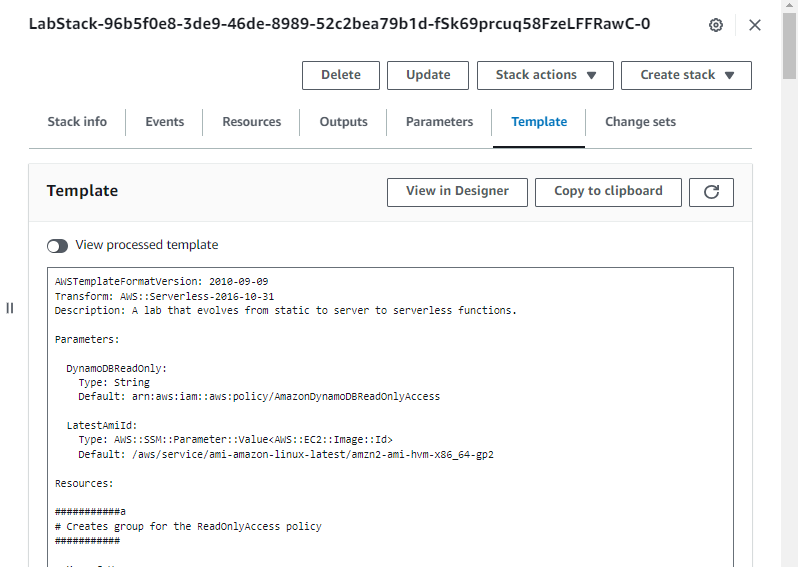 LabStack-96b5f0e8-3de9-46de-8989-52c2bea79b1d-fSk69prcuq58FzeLFFRawC-0
Delete Update Stack actions Create stack
Stack info Events Resources Outputs Parameters Template Change sets
Template View in Designer Copy to clipboard
View processed template
AWSTemplateFormatVersion: 2010-09-09
Transform: AWS::Serverless-2016-10-31
Description: A lab that evolves from static to server to serverless functions.
Parameters:
DynamoDBReadOnly:
Type: String
Default: arn:aws:iam::aws:policy/AmazonDynamoDBReadOnlyAccess
LatestAmiId:
Type: AWS::SSM::Parameter::Value<AWS::EC2::Image::Id>
Default: /aws/service/ami-amazon-linux-latest/amzn2-ami-hvm-x86_64-gp2
Resources:
###########a
# Creates group for the ReadOnlyAccess policy
###########